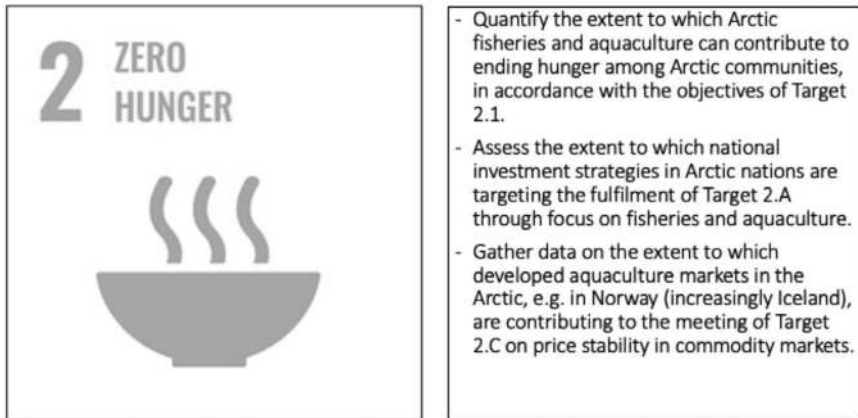 2 ZERO
HUNGER
- Quantify the extent to which Arctic
fisheries and aquaculture can contribute to
ending hunger among Arctic communities,
in accordance with the objectives of Target
2.1.
- Assess the extent to which national
investment strategies in Arctic nations are
targeting the fulfilment of Target 2.A
through focus on fisheries and aquaculture.
- Gather data on the extent to which
developed aquaculture markets in the
Arctic, e.g. in Norway (increasingly Iceland),
are contributing to the meeting of Target
2.C on price stability in commodity markets.